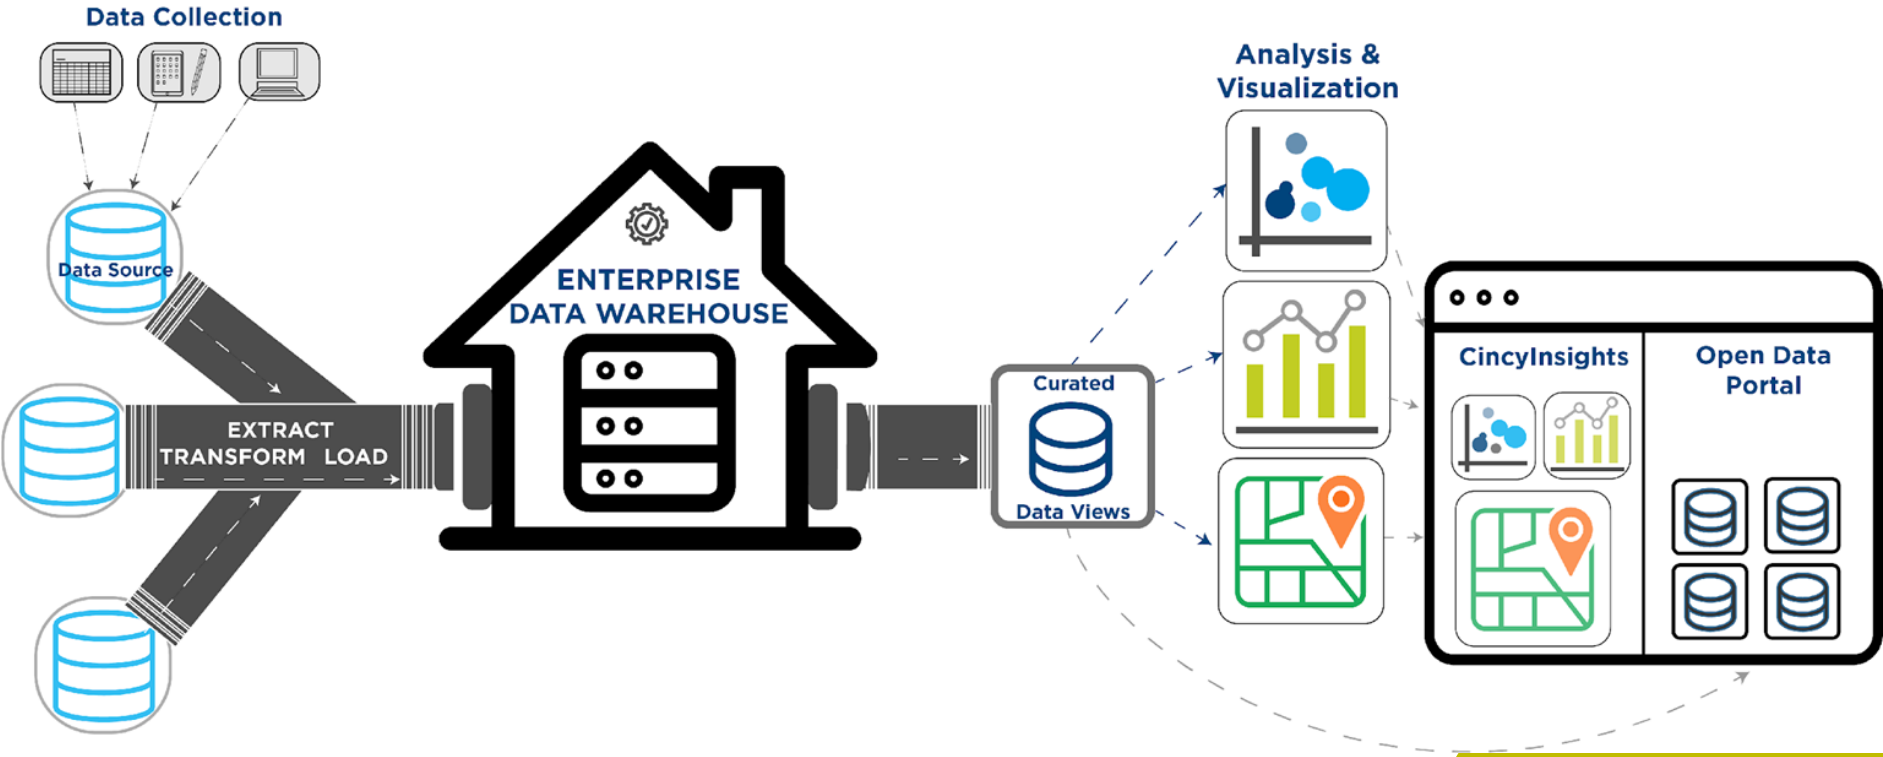 Data Collection
Data Source
EXTRACT
TRANSFORM LOAD
ENTERPRISE
DATA WAREHOUSE
Curated
Data Views
Analysis &
Visualization
CincyInsights
Open Data
Portal